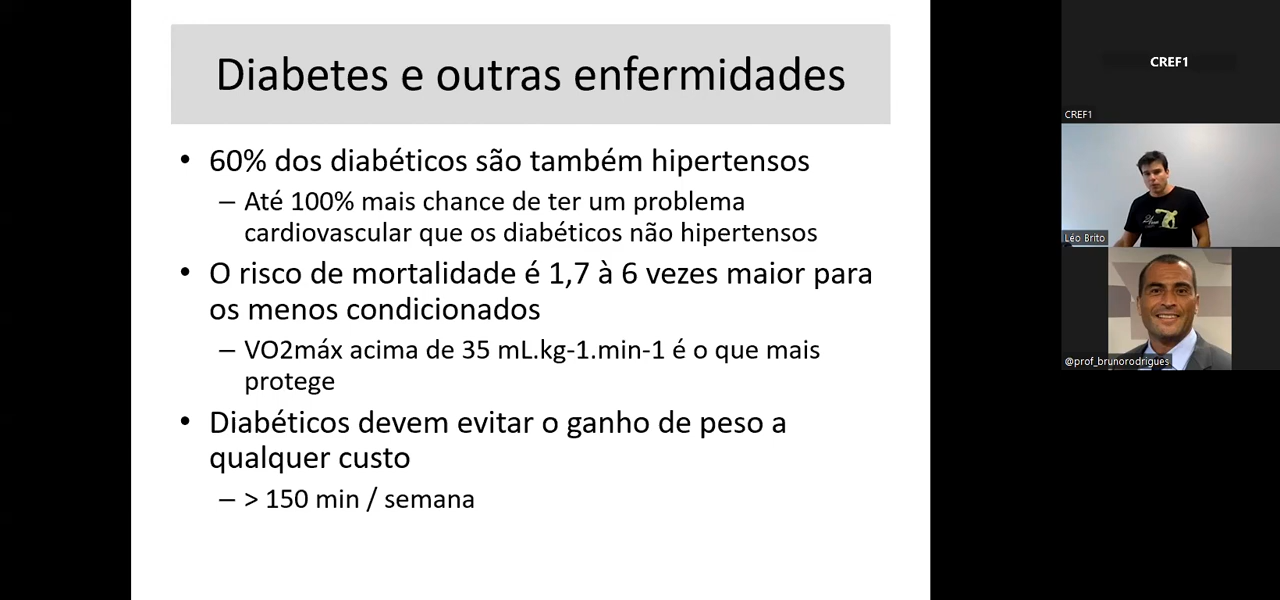 Diabetes e outras enfermidades
• 60% dos diabéticos são também hipertensos
– Até 100% mais chance de ter um problema
cardiovascular que os diabéticos não hipertensos
• O risco de mortalidade é 1,7 à 6 vezes maior para
os menos condicionados
– VO2máx acima de 35 mL.kg-1.min-1 é o que mais
protege
• Diabéticos devem evitar o ganho de peso a
qualquer custo
– > 150 min / semana
CREF1
CREF1
Léo Brito
@prof_brunorodrigues